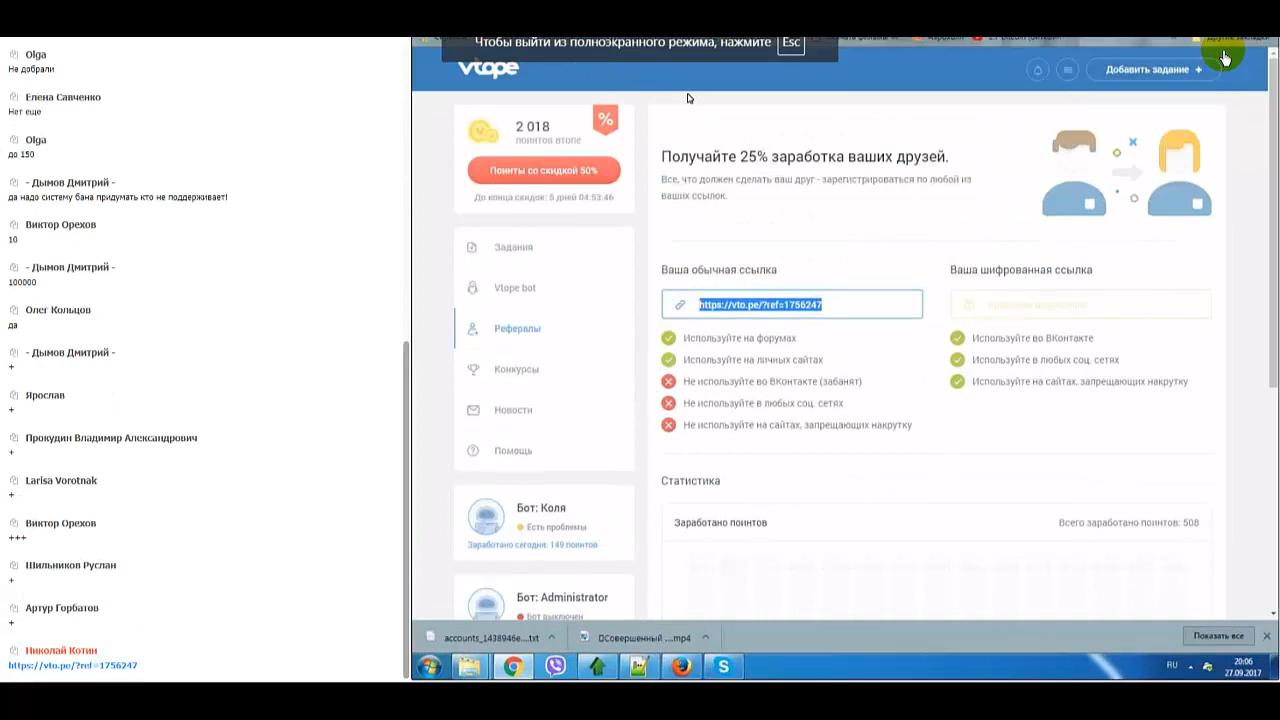 Olga
Не добрали
Елена Савченко
Нет еще
Olga
до 150
- Дымов Дмитрий -
да надо систему бана придумать кто не поддерживает!
Виктор Орехов
10
- Дымов Дмитрий -
100000
Олег Кольцов
да
- Дымов Дмитрий -
+
Ярослав
+
Прокудин Владимир Александрович
+
Larisa Vorotnak
+
Виктор Орехов
+++
Шильников Руслан
+
Артур Горбатов
+
Николай Котин
https://vto.pe/?ref=1756247
Чтобы выйти из полноэкранного режима, нажмите Esc
Другие закладки
vtope
Добавить задание +
2 018
поинтов втопе
%
Поинты со скидкой 50%
До конца скидок: 5 дней 04:53:46
Задания
Vtope bot
Рефералы
Конкурсы
Новости
Помощь
Бот: Коля
Есть проблемы
Заработано сегодня: 149 поинтов
Бот: Administrator
Бот выключен
Получайте 25% заработка ваших друзей.
Все, что должен сделать ваш друг - зарегистрироваться по любой из
ваших ссылок.
Ваша обычная ссылка
https://vto.pe/?ref=1756247
Используйте на форумах
Используйте на личных сайтах
Не используйте во ВКонтакте (забанят)
Не используйте в любых соц. сетях
Не используйте на сайтах, запрещающих накрутку
Ваша шифрованная ссылка
Используйте во ВКонтакте
Используйте в любых соц. сетях
Используйте на сайтах, запрещающих накрутку
Статистика
Заработано поинтов
Всего заработано поинтов: 508
accounts_1438946e....txt
Совершенный ....mp4
Показать все
RU
20:06
27.09.2017